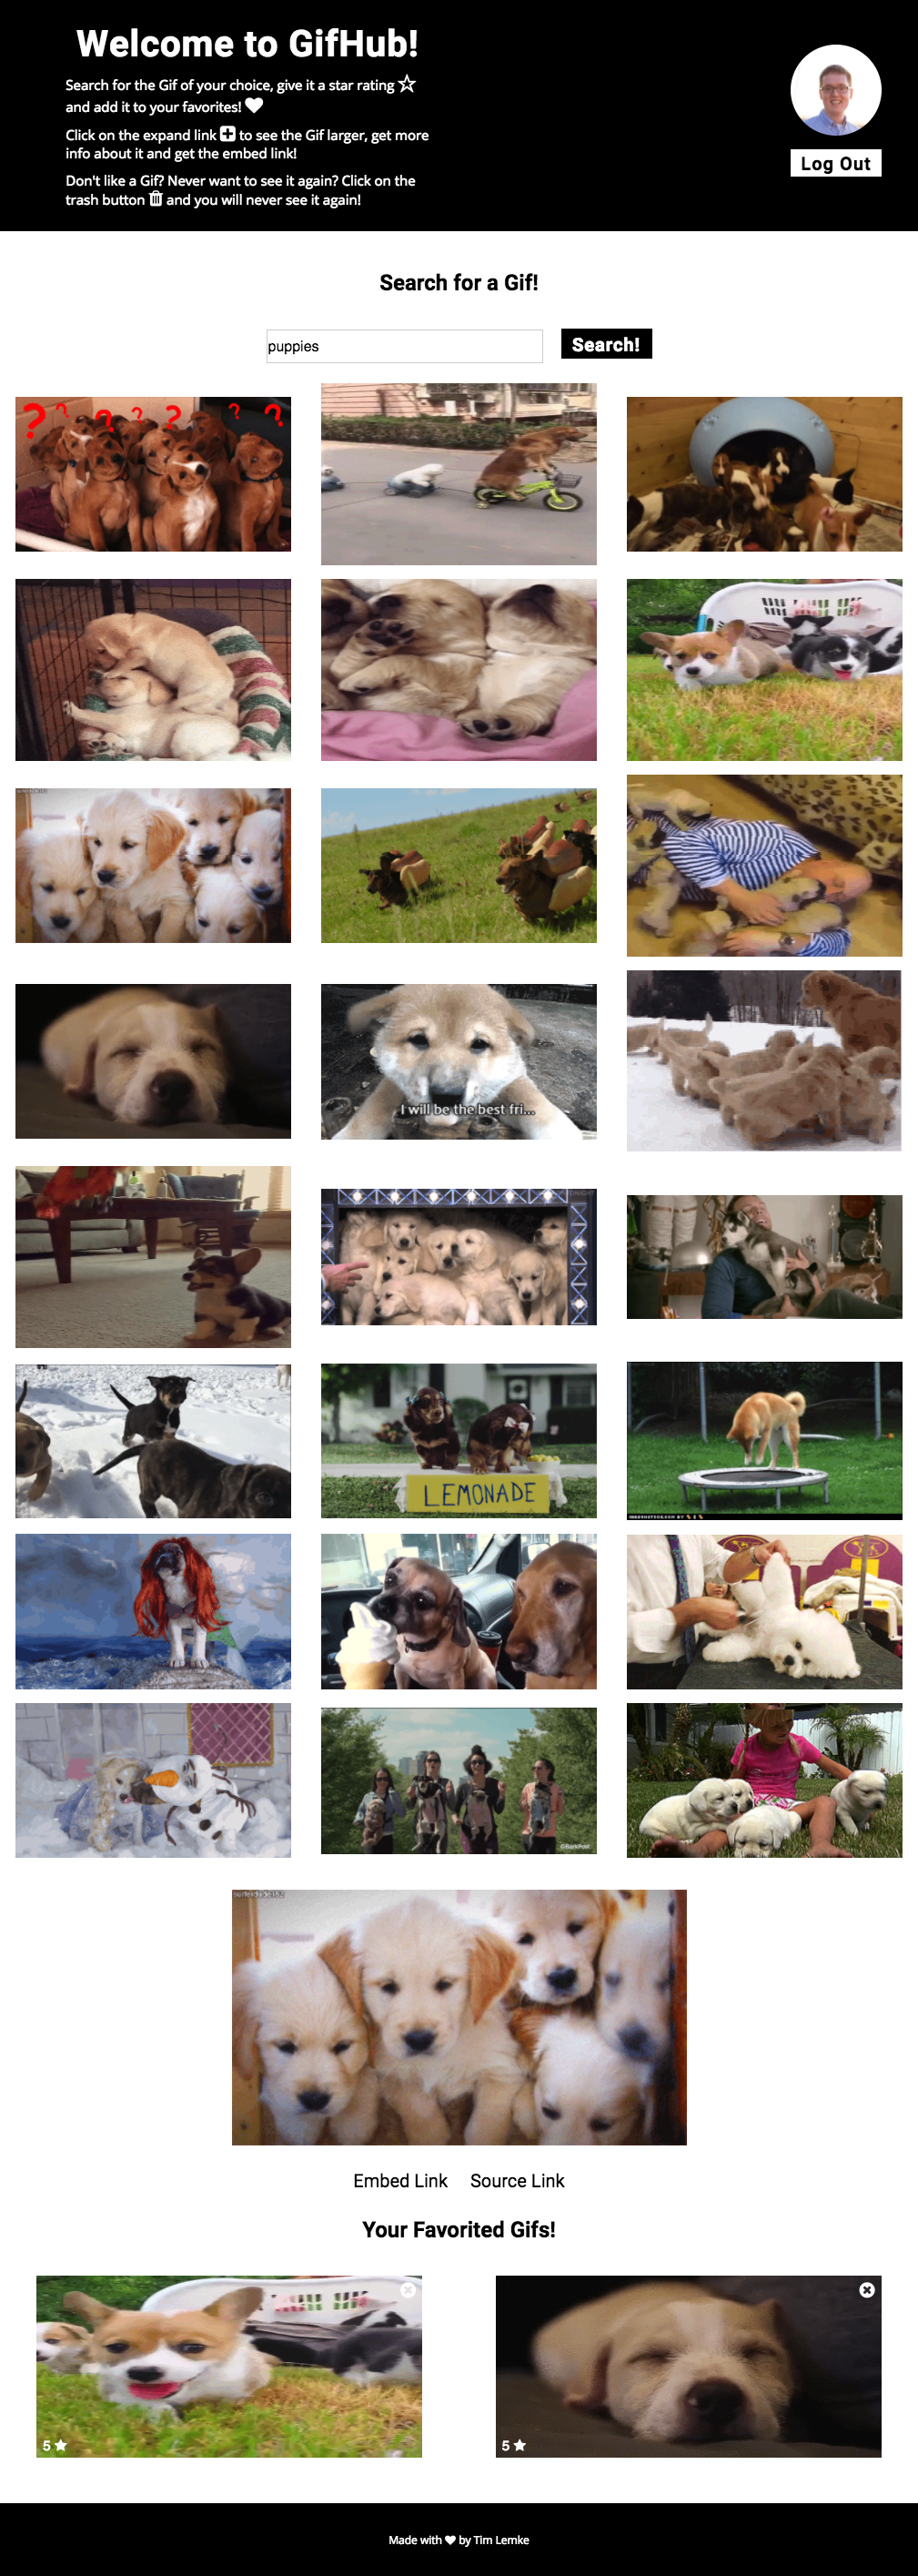 Welcome to GifHub!
Search for the Gif of your choice, give it a star rating
and add it to your favorites!
Click on the expand link to see the Gif larger, get more
info about it and get the embed link!
Don't like a Gif? Never want to see it again? Click on the
trash button and you will never see it again!
Log Out
Search for a Gif!
puppies
Search!
? ? ? ? ? ? ?
I will be the best fri...
LEMONADE
©BarkPost
Embed Link Source Link
Your Favorited Gifs!
5
5
Made with by Tim Lemke